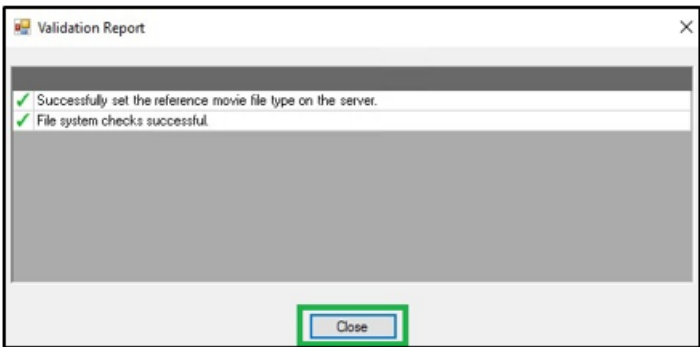 Validation Report
Successfully set the reference movie file type on the server.
File system checks successful.
Close